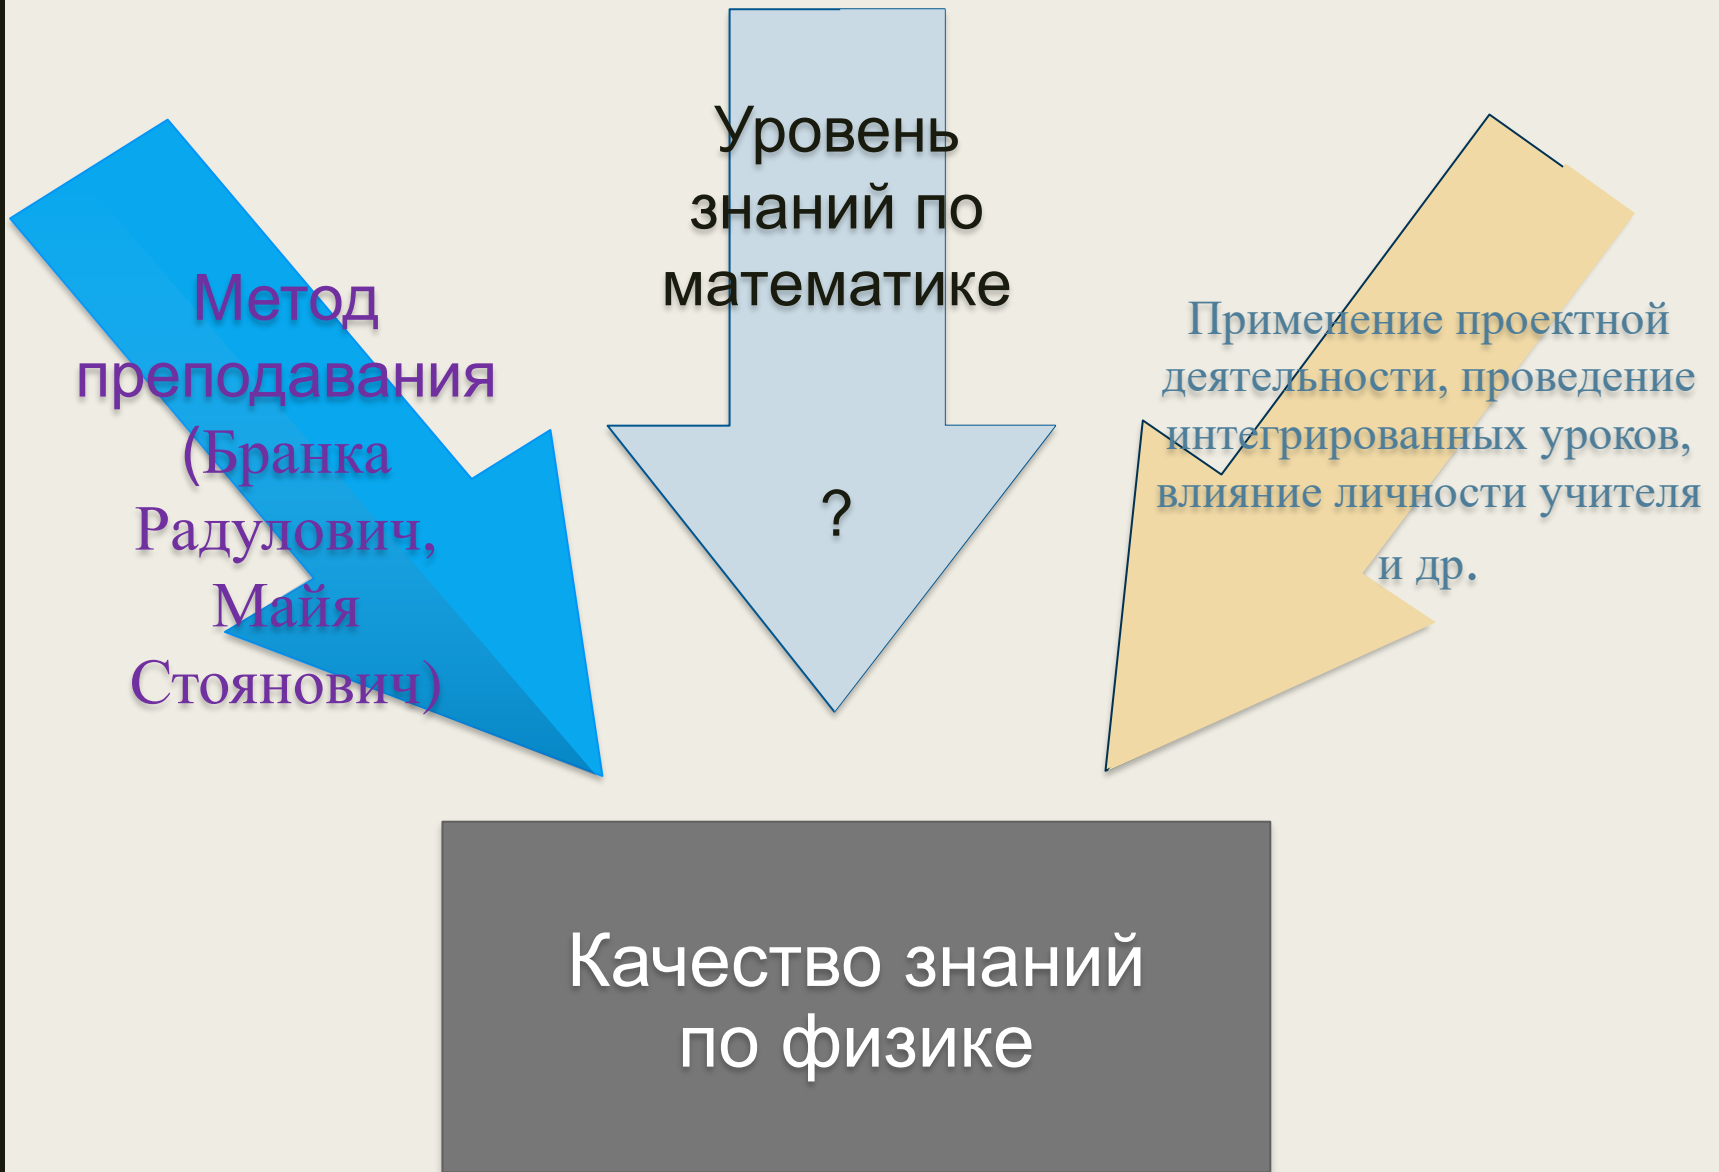 Метод
преподавания
(Бранка
Радулович,
Майя
Стоянович)
Уровень
знаний по
математике
?
Применение проектной
деятельности, проведение
интегрированных уроков,
влияние личности учителя
и др.
Качество знаний
по физике